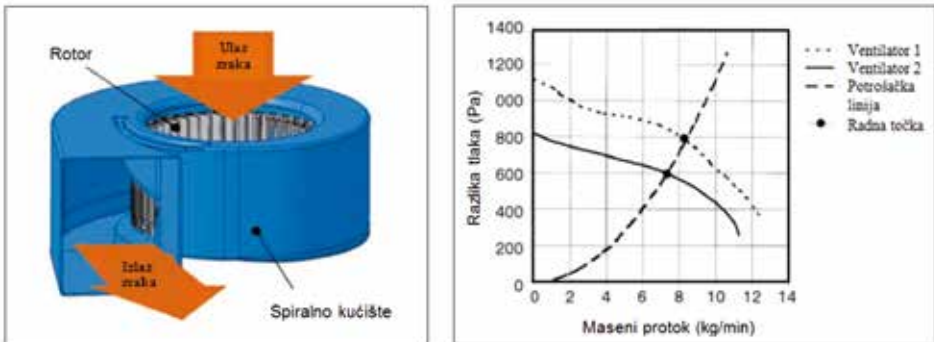 Rotor
Ulaz
zraka
Izlaz
zraka
Spiralno kućište
Razlika tlaka (Pa)
1400
1200
000
800
600
400
200
0
0 2 4 6 8 10 12 14
Maseni protok (kg/min)
Ventilator 1
Ventilator 2
Potrošačka
linija
Radna točka